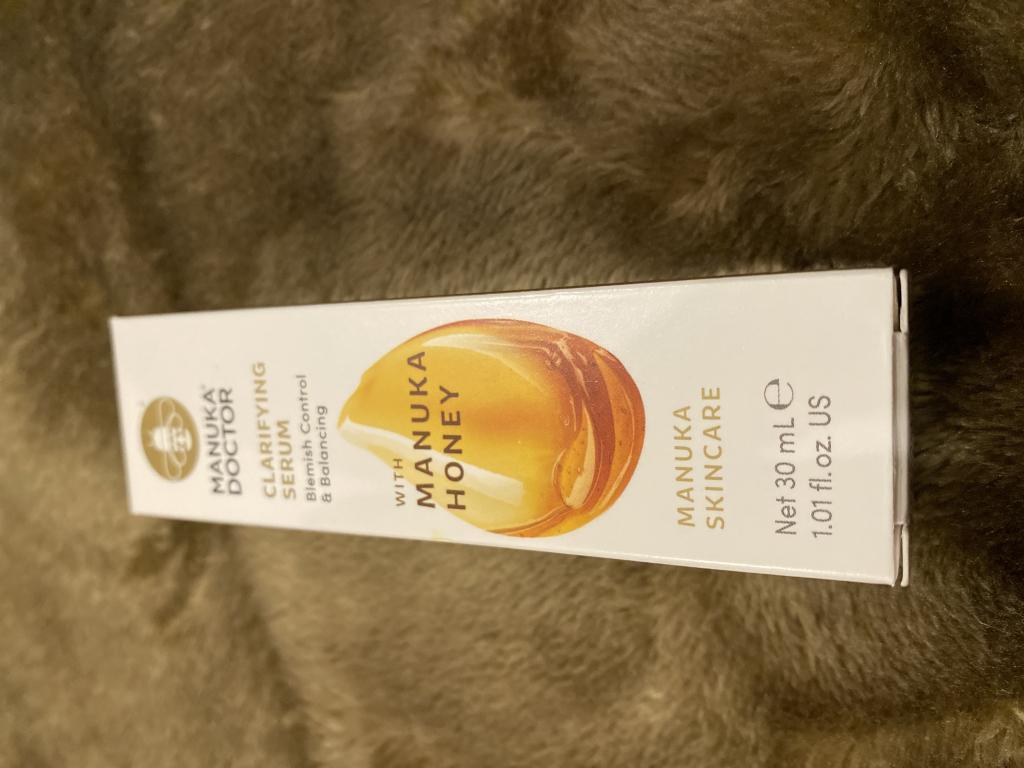 MANUKA®
DOCTOR
CLARIFYING
SERUM
Blemish Control
& Balancing
WITH
MANUKA
HONEY
MANUKA
SKINCARE
Net 30 mL ℮
1.01 fl. oz. US